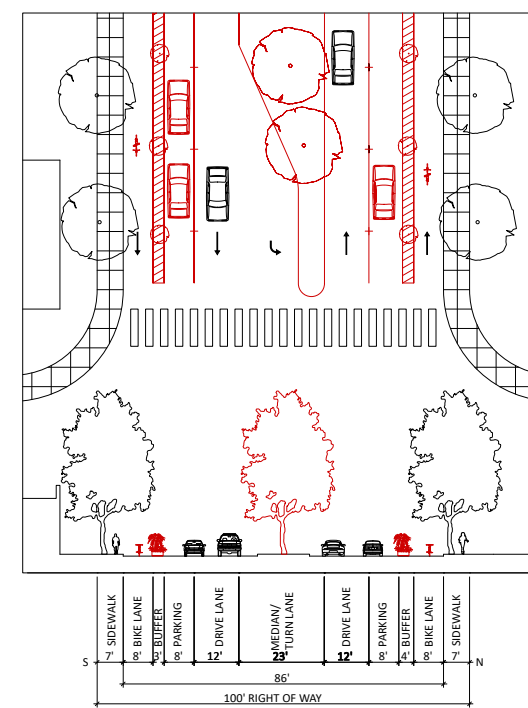 SIDEWALK
BIKE LANE
BUFFER
PARKING
DRIVE LANE
MEDIAN/
TURN LANE
DRIVE LANE
PARKING
BUFFER
BIKE LANE
SIDEWALK
S 7' 8' 3' 8' 12' 23' 12' 8' 4' 8' 7' N
86'
100' RIGHT OF WAY